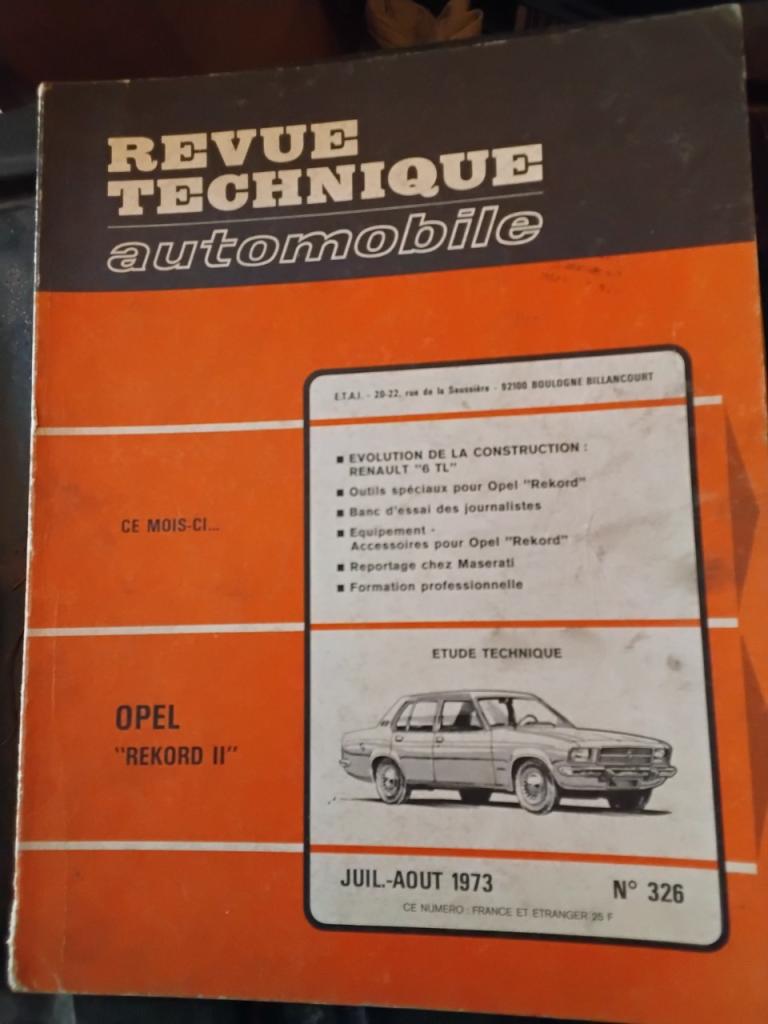 REVUE
TECHNIQUE
automobile
E.T.A.I. - 20-22, rue de la Saussière - 92100 BOULOGNE BILLANCOURT
■ EVOLUTION DE LA CONSTRUCTION :
RENAULT "6 TL"
■ Outils spéciaux pour Opel "Rekord"
■ Banc d'essai des journalistes
■ Equipement -
Accessoires pour Opel "Rekord"
■ Reportage chez Maserati
■ Formation professionnelle
CE MOIS-CI...
ETUDE TECHNIQUE
OPEL
"REKORD II"
JUIL.-AOUT 1973
N° 326
CE NUMERO : FRANCE ET ETRANGER 25 F